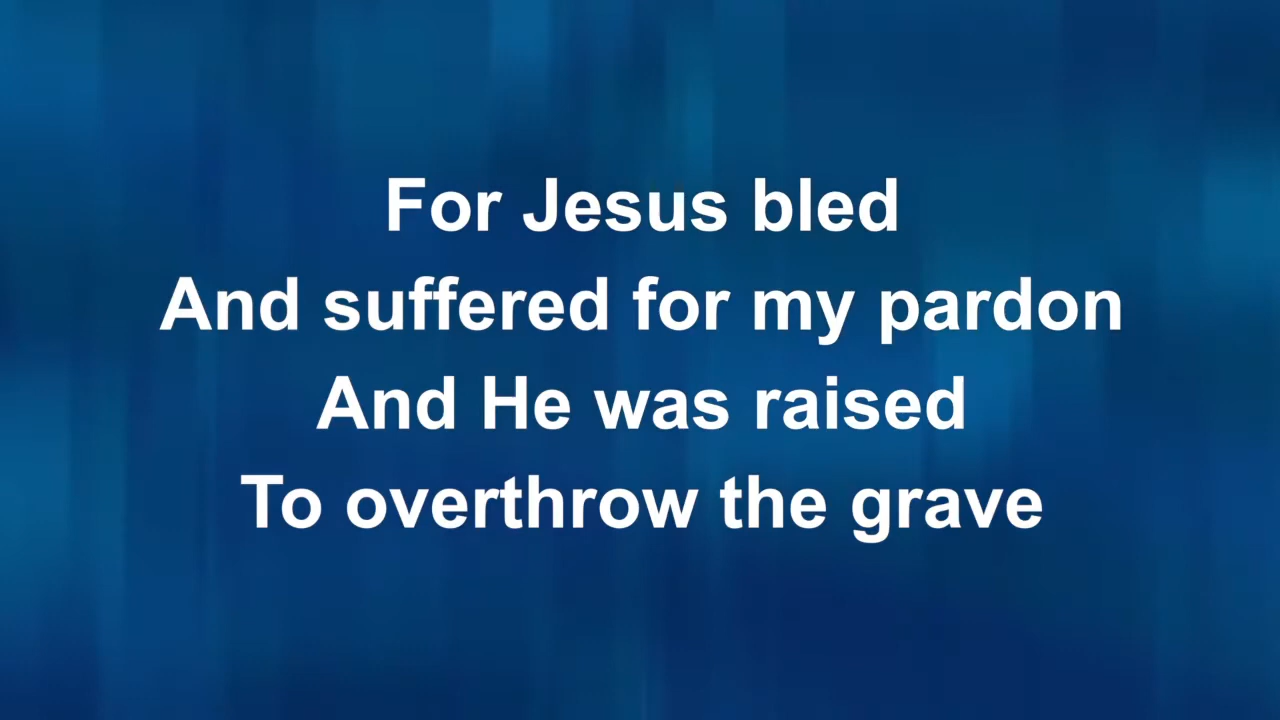 For Jesus bled
And suffered for my pardon
And He was raised
To overthrow the grave